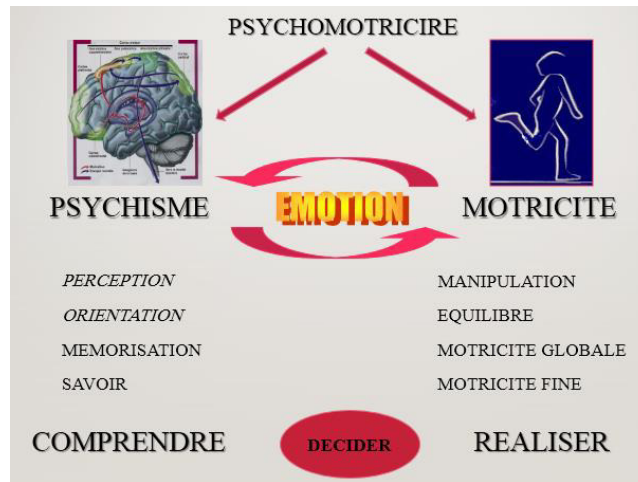 PSYCHOMOTRICIRE
PSYCHISME
EMOTION
MOTRICITE
PERCEPTION
MANIPULATION
ORIENTATION
EQUILIBRE
MEMORISATION
MOTRICITE GLOBALE
SAVOIR
MOTRICITE FINE
COMPRENDRE
DECIDER
REALISER